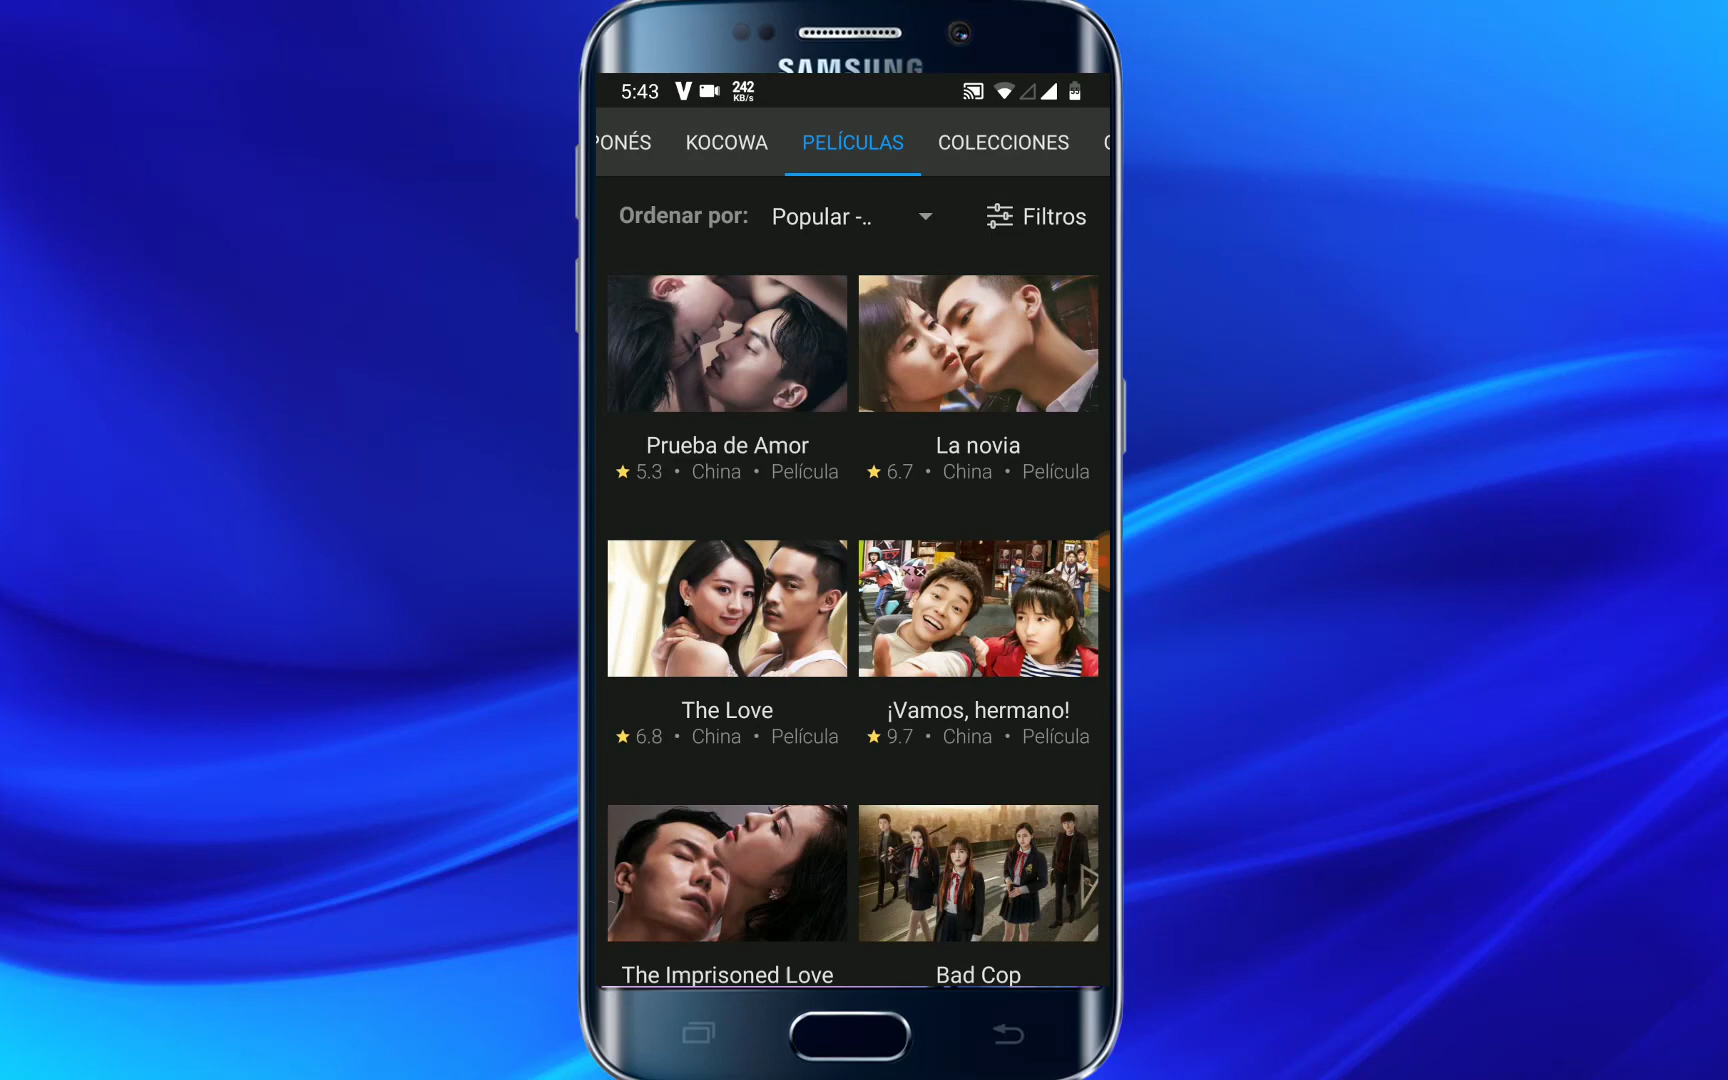 SAMSUNG
5:43 V 242 KB/s
PONÉS KOCOWA PELÍCULAS COLECCIONES
Ordenar por: Popular -.. Filtros
Prueba de Amor La novia
★ 5.3 • China • Película ★ 6.7 • China • Película
The Love ¡Vamos, hermano!
★ 6.8 • China • Película ★ 9.7 • China • Película
The Imprisoned Love Bad Cop